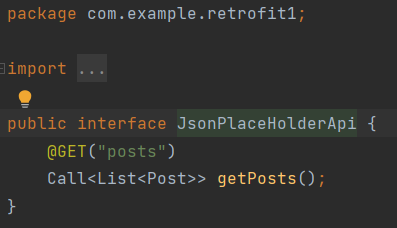 package com.example.retrofit1;
import ...
public interface JsonPlaceHolderApi {
@GET("posts")
Call<List<Post>> getPosts();
}